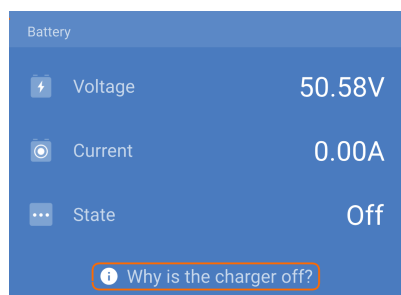 Battery
Voltage 50.58V
Current 0.00A
State Off
Why is the charger off?